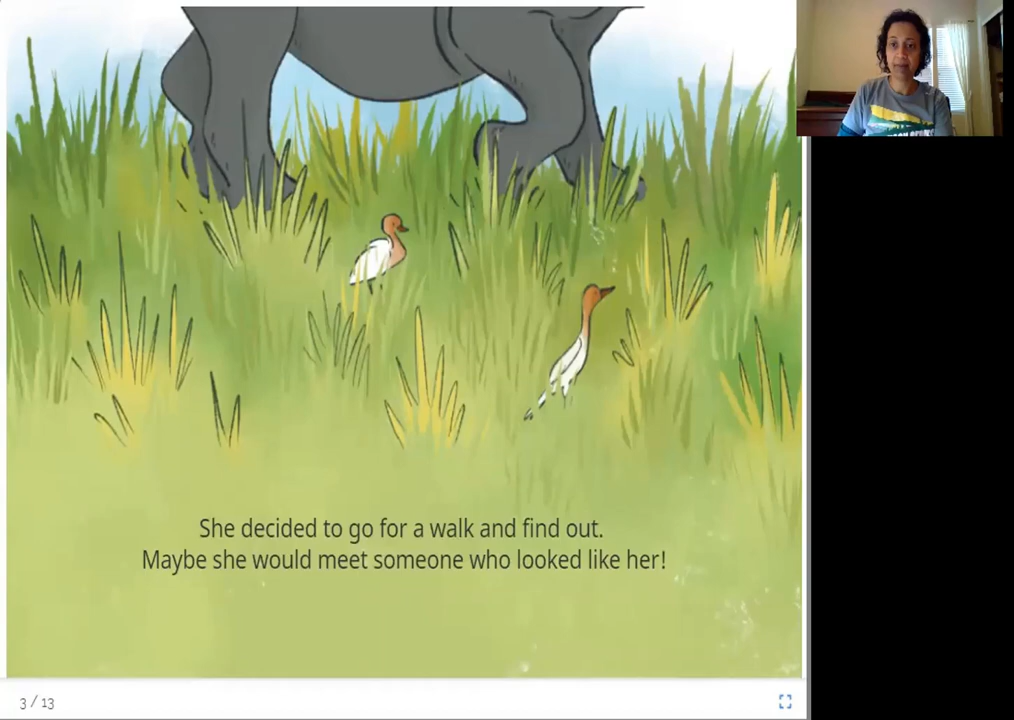 She decided to go for a walk and find out.
Maybe she would meet someone who looked like her!
3 / 13